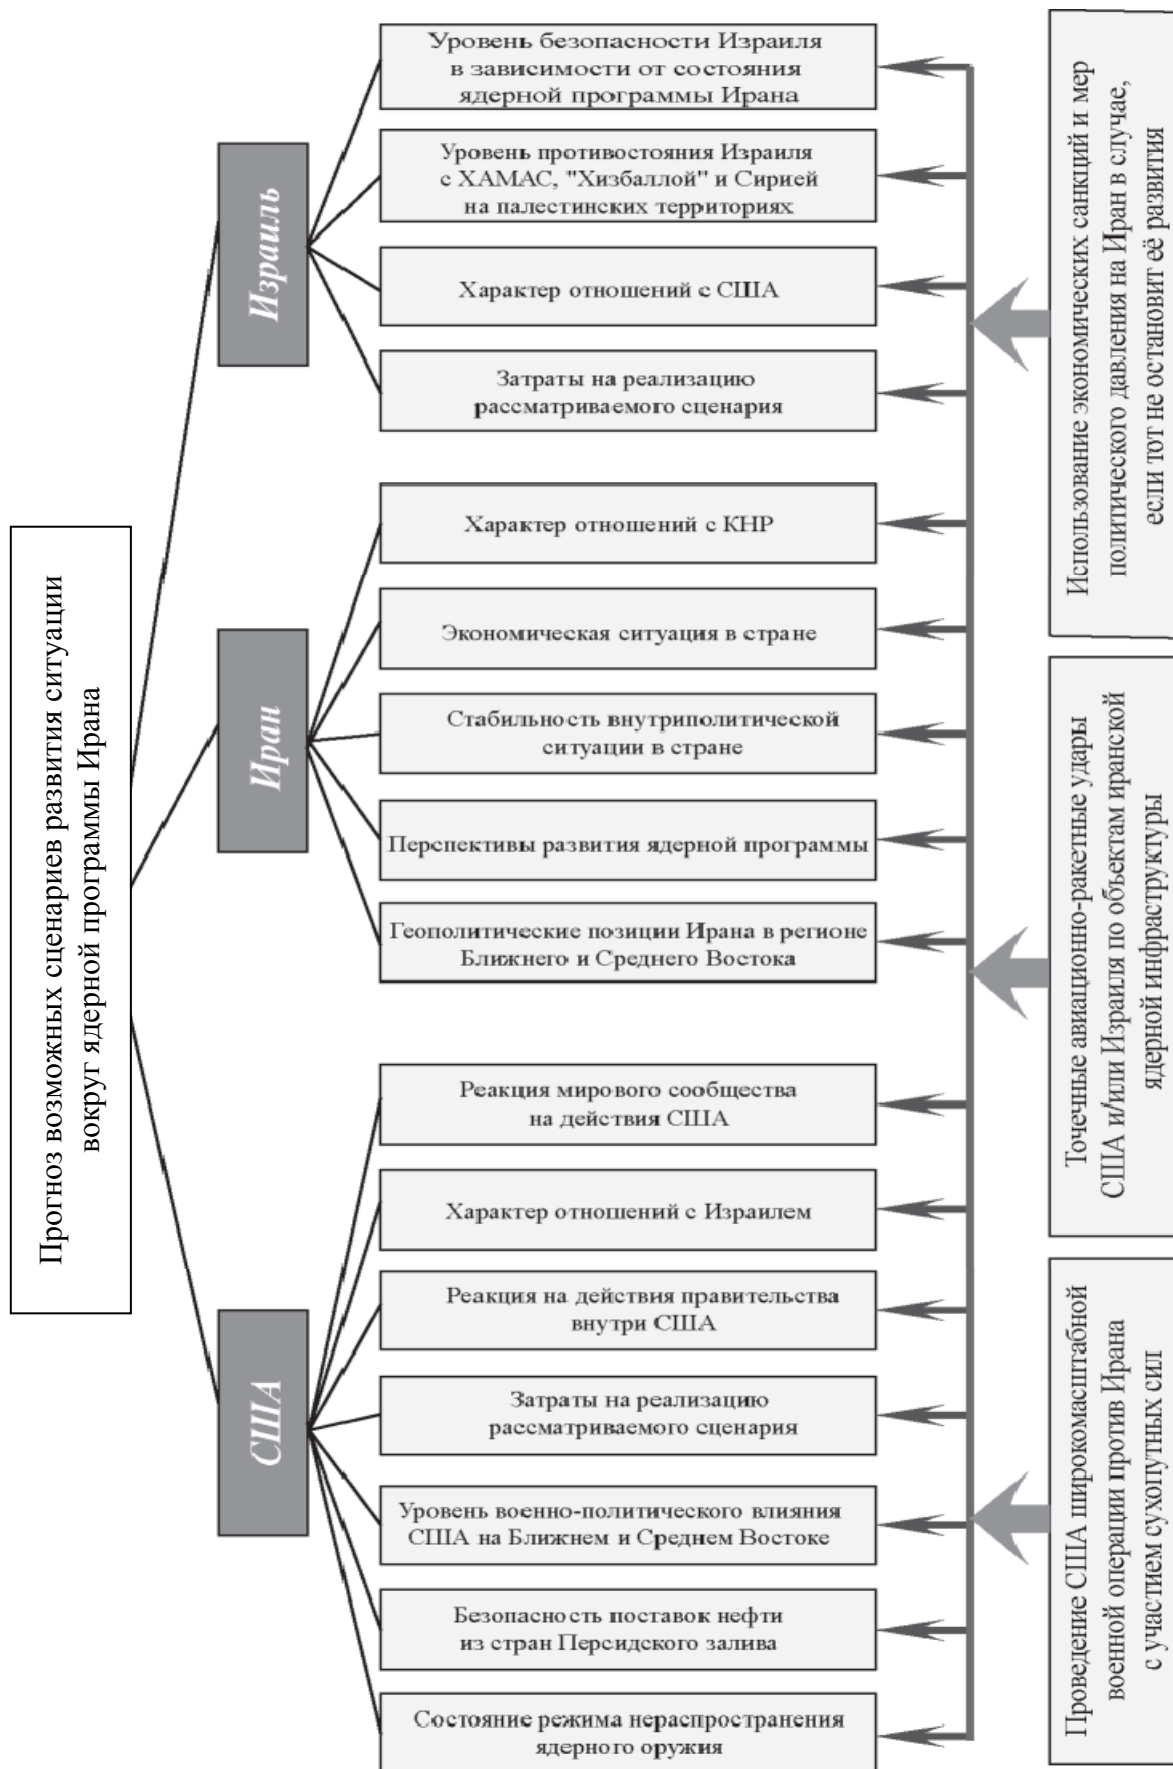 Прогноз возможных сценариев развития ситуации
вокруг ядерной программы Ирана
Израиль
Уровень безопасности Израиля
в зависимости от состояния
ядерной программы Ирана
Уровень противостояния Израиля
с ХАМАС, "Хизбаллой" и Сирией
на палестинских территориях
Характер отношений с США
Затраты на реализацию
рассматриваемого сценария
Иран
Характер отношений с КНР
Экономическая ситуация в стране
Стабильность внутриполитической
ситуации в стране
Перспективы развития ядерной программы
Геополитические позиции Ирана в регионе
Ближнего и Среднего Востока
США
Реакция мирового сообщества
на действия США
Характер отношений с Израилем
Реакция на действия правительства
внутри США
Затраты на реализацию
рассматриваемого сценария
Уровень военно-политического влияния
США на Ближнем и Среднем Востоке
Безопасность поставок нефти
из стран Персидского залива
Состояние режима нераспространения
ядерного оружия
Использование экономических санкций и мер
политического давления на Иран в случае,
если тот не остановит её развития
Точечные авиационно-ракетные удары
США и/или Израиля по объектам иранской
ядерной инфраструктуры
Проведение США широкомасштабной
военной операции против Ирана
с участием сухопутных сил